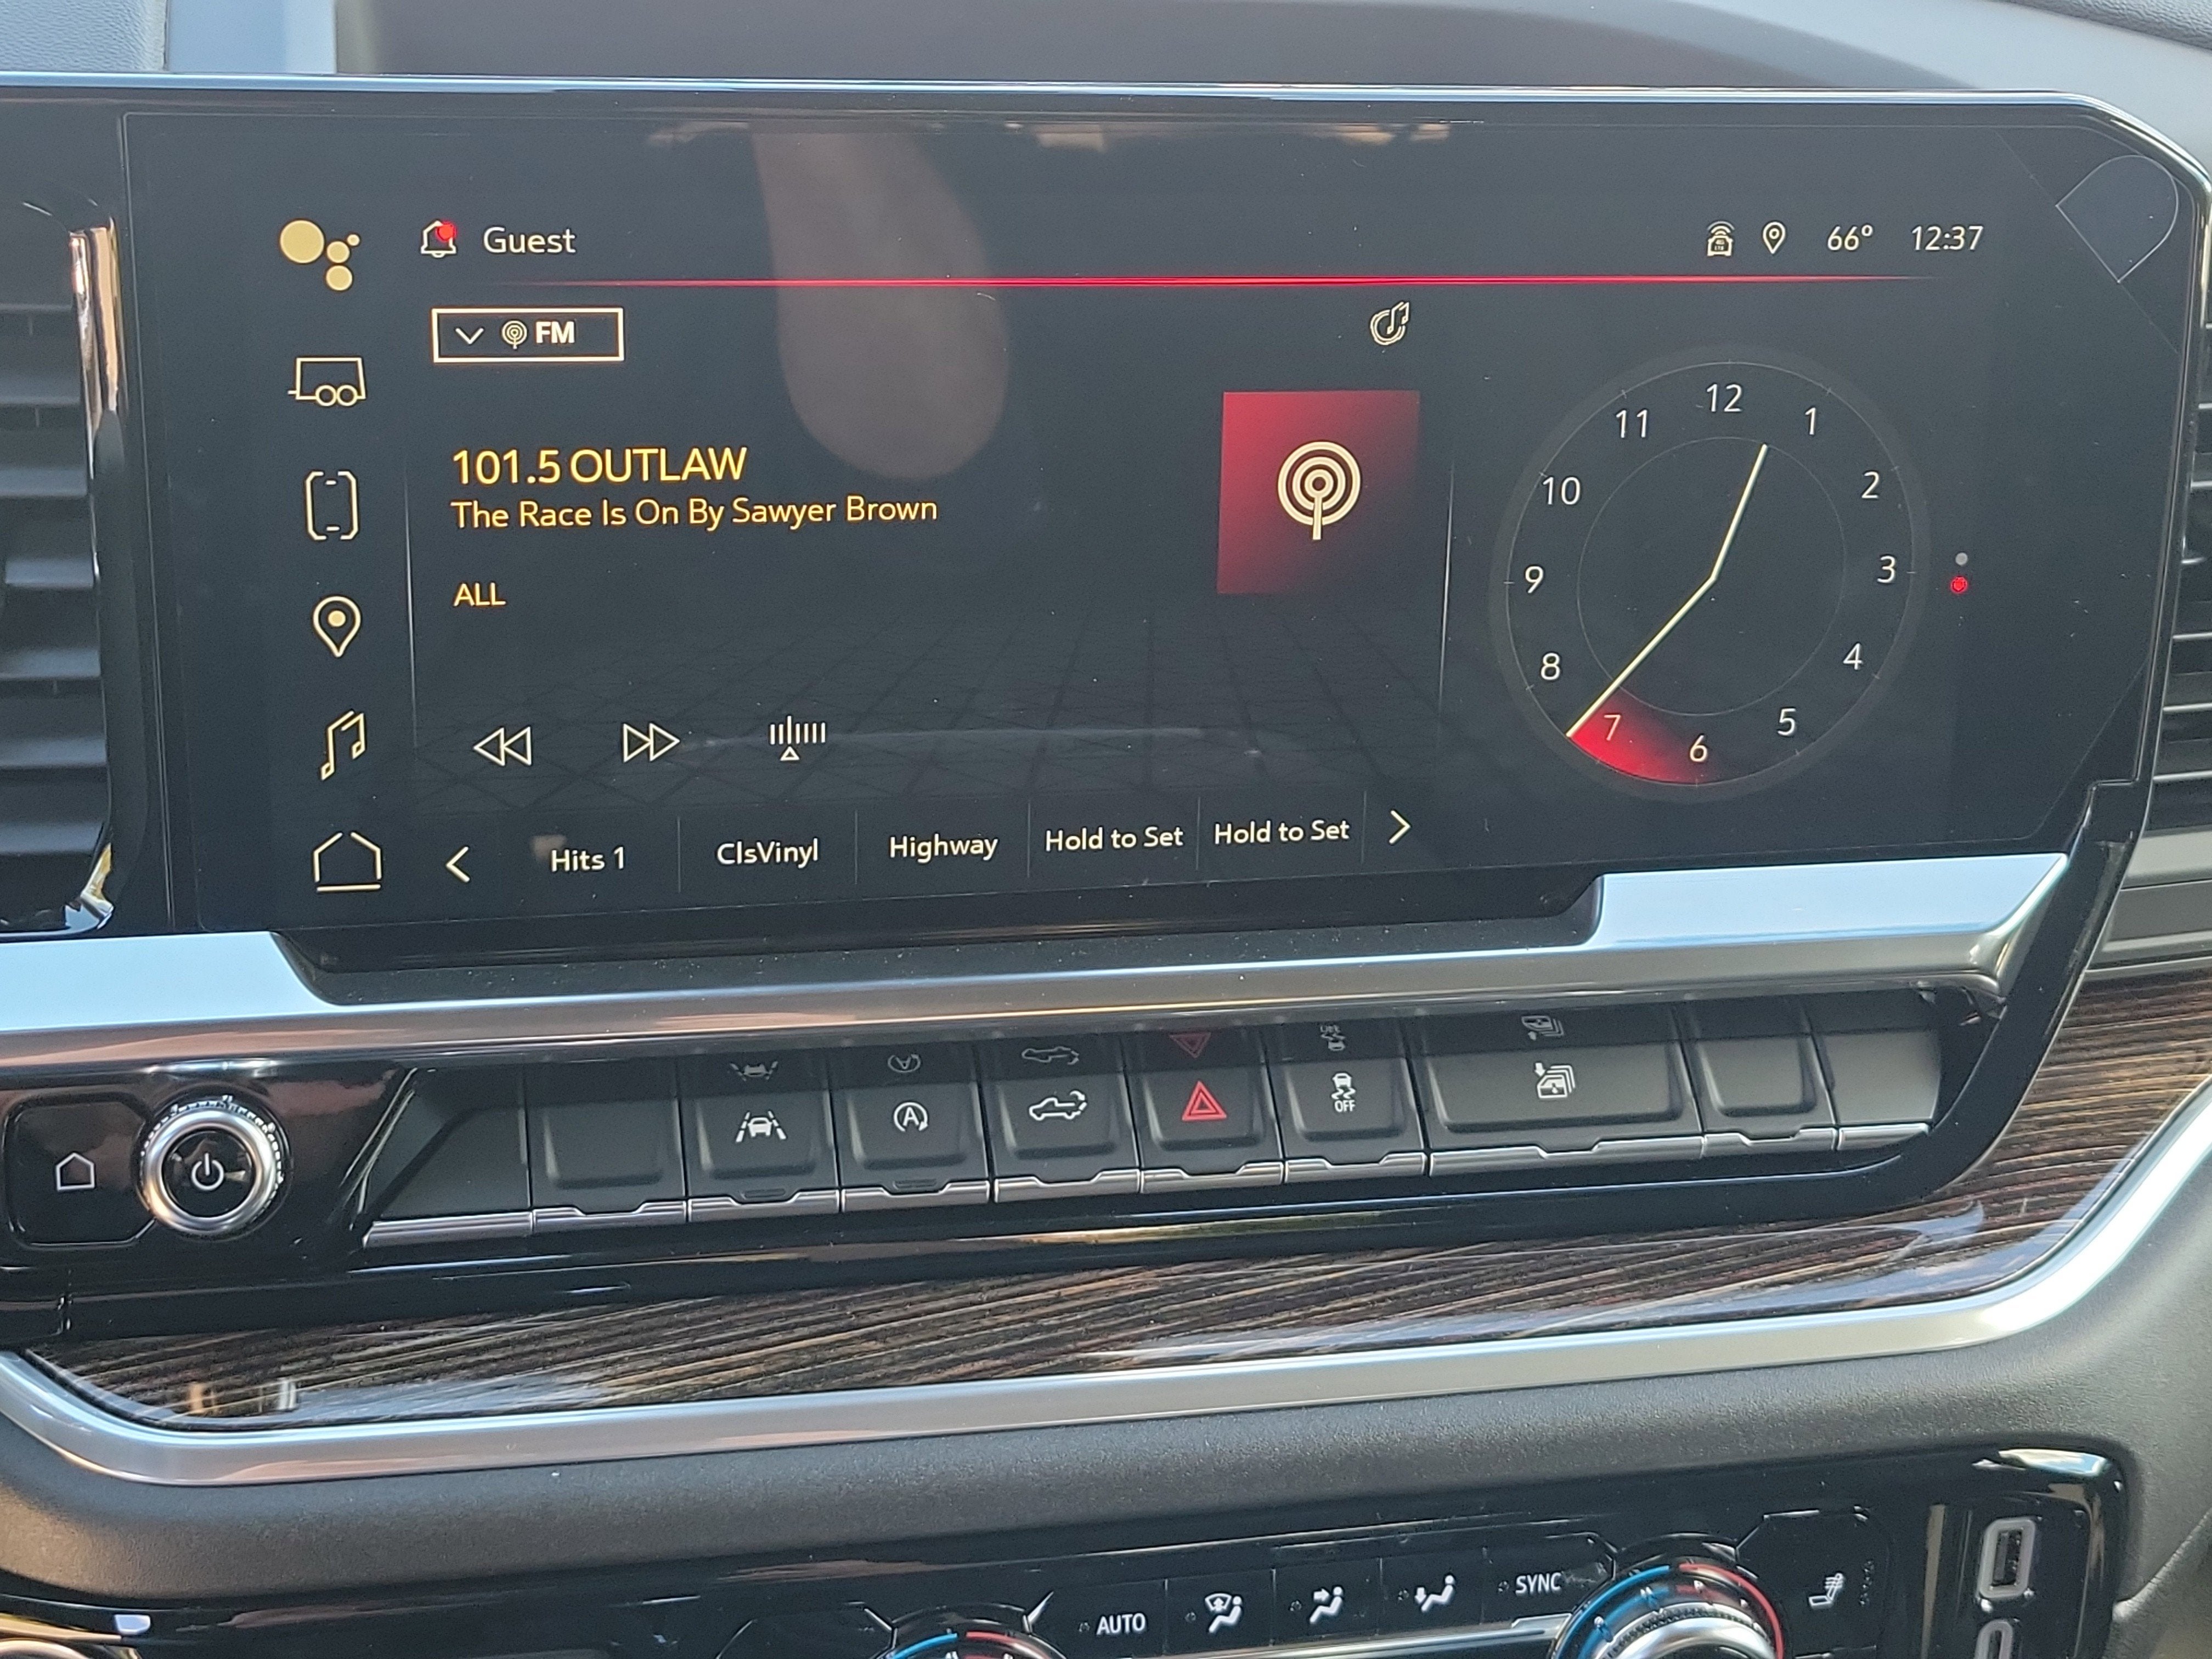 Guest
66° 12:37
FM
101.5 OUTLAW
The Race Is On By Sawyer Brown
ALL
12
11 1
10 2
9 3
8 4
7 5
6
Hits 1 ClsVinyl Highway Hold to Set Hold to Set
A
OFF
AUTO
SYNC